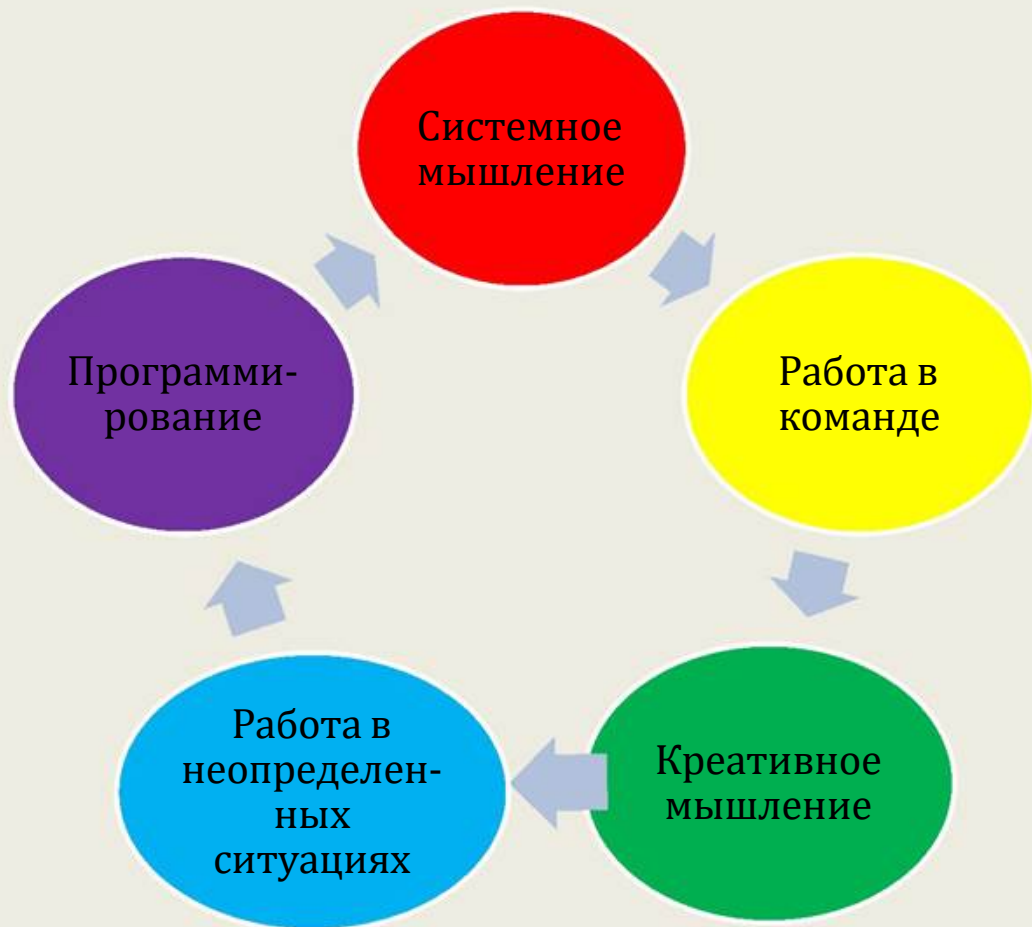 Системное
мышление
Работа в
команде
Креативное
мышление
Работа в
неопределен-
ных
ситуациях
Программи-
рование